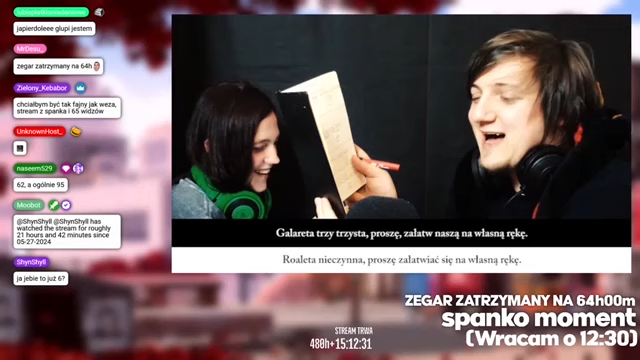 japierdoleee glupi jestem
MrDesu_
zegar zatrzymany na 64h
Zielony_Kebabor
chciałbym być tak fajny jak weza,
stream z spanka i 65 widzów
UnknownHost_
naseem529
62, a ogólnie 95
Moobot
@ShynShyll @ShynShyll has
watched the stream for roughly
21 hours and 42 minutes since
05-27-2024
ShynShyll
ja jebie to już 6?
Galareta trzy trzysta, proszę, załatw naszą na własną rękę.
Roaleta nieczynna, proszę załatwiać się na własną rękę.
ZEGAR ZATRZYMANY NA 64h00m
spanko moment
(Wracam o 12:30)
STREAM TRWA
480h+15:12:31